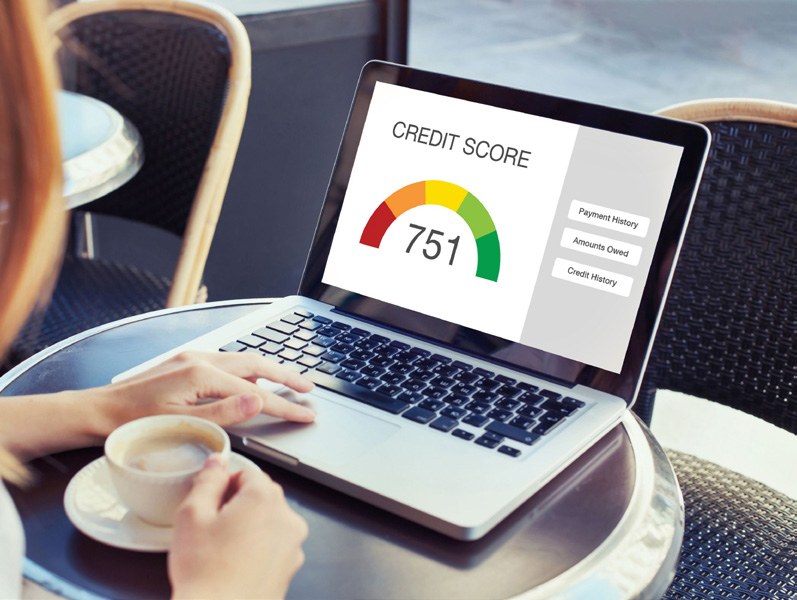 CREDIT SCORE
751
Payment History
Amounts Owed
Credit History